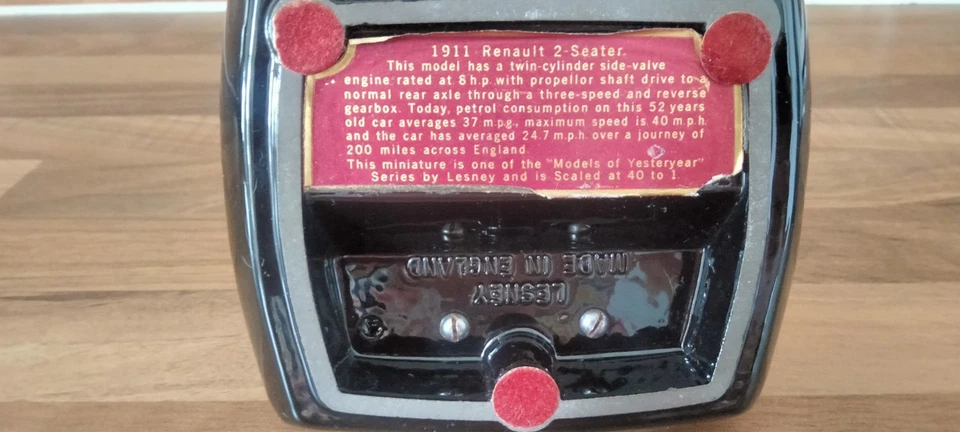 1911 Renault 2-Seater.
This model has a twin-cylinder side-valve
engine rated at 8 h.p. with propellor shaft drive to a
normal rear axle through a three-speed and reverse
gearbox. Today, petrol consumption on this 52 years
old car averages 37 m.p.g., maximum speed is 40 m.p.h.
and the car has averaged 24.7 m.p.h. over a journey of
200 miles across England.
This miniature is one of the "Models of Yesteryear"
Series by Lesney and is Scaled at 40 to 1.
MADE IN ENGLAND
LESNEY